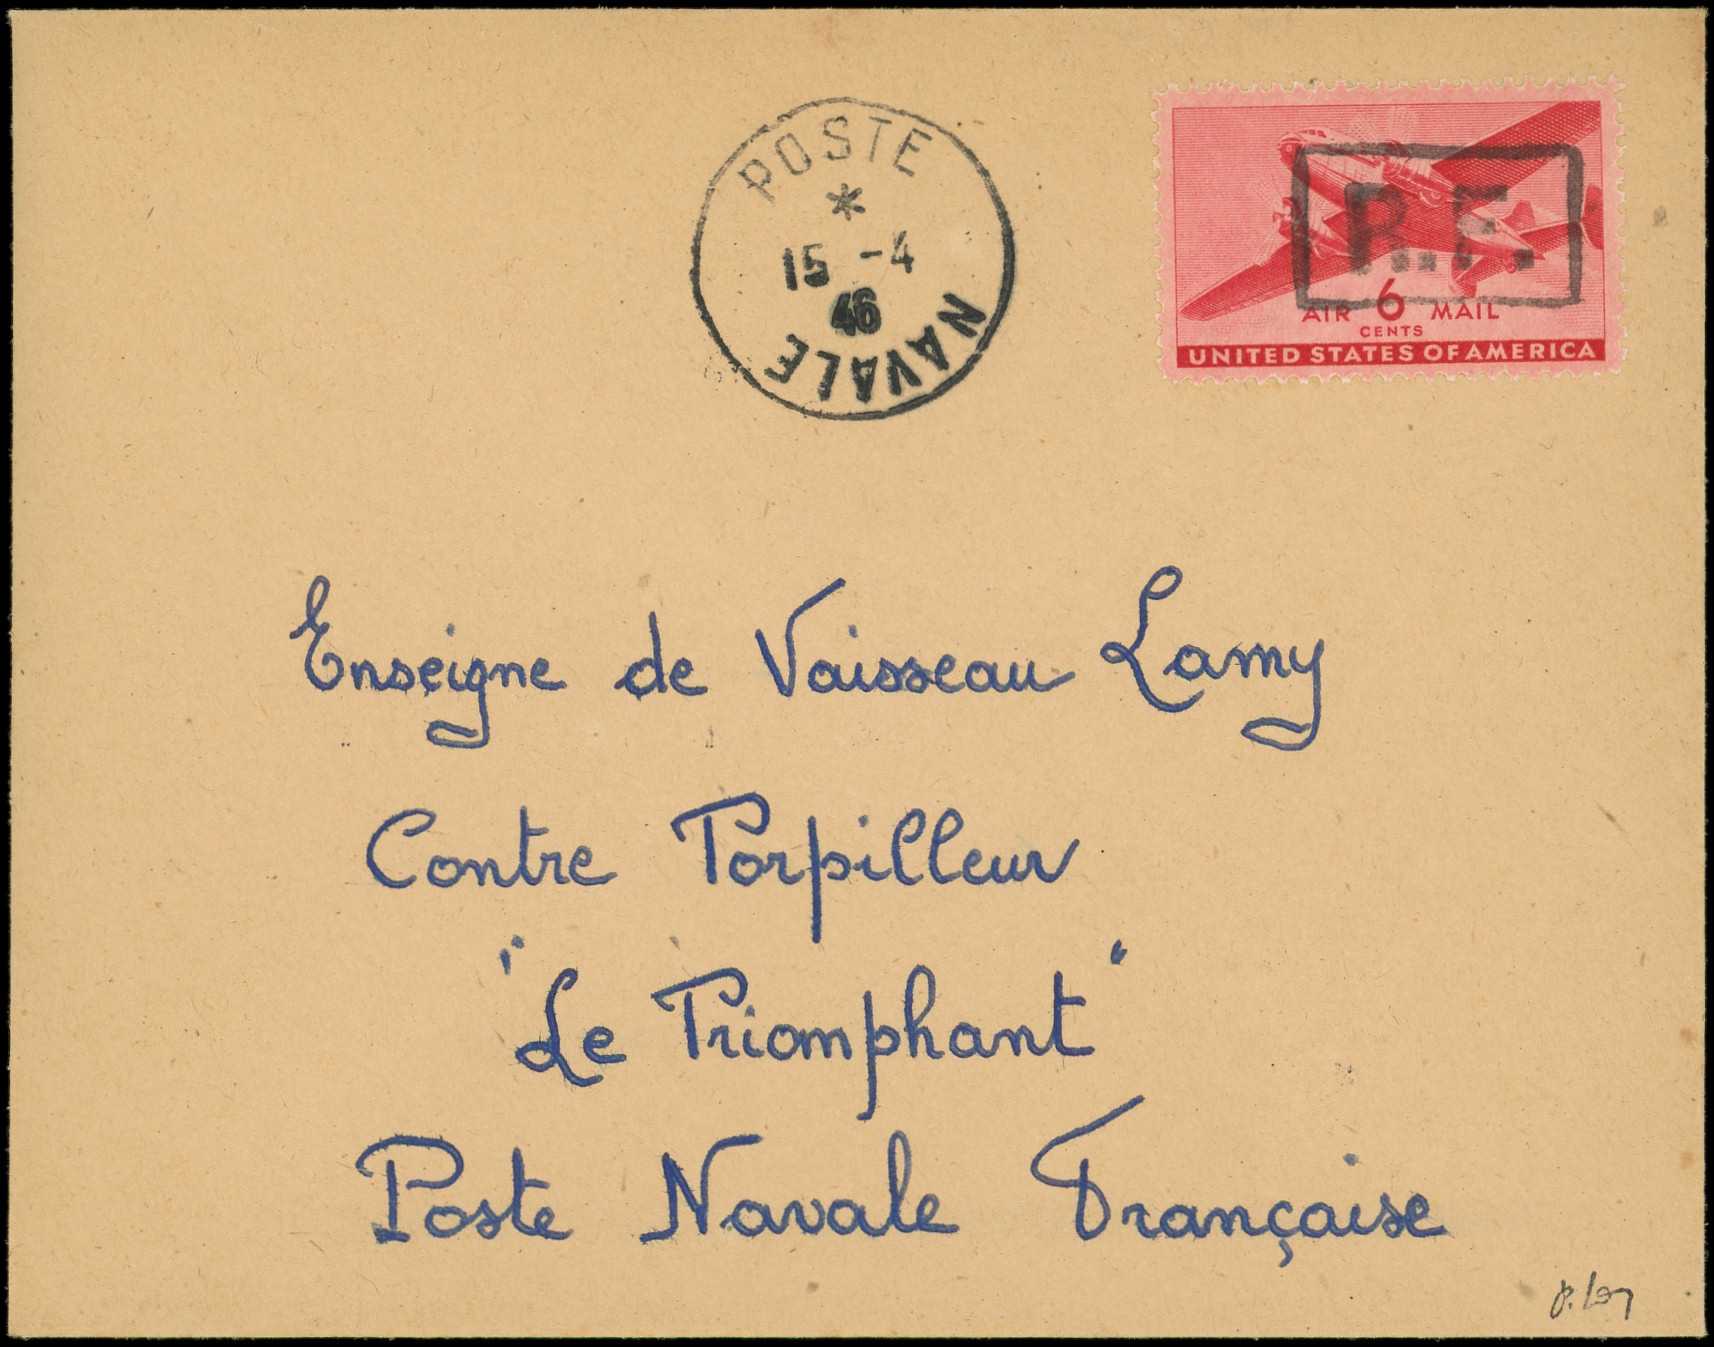 POSTE
*
15 -4
46
NAVALE
R.F.
AIR 6 MAIL
CENTS
UNITED STATES OF AMERICA
Enseigne de Vaisseau Lamy
Contre Torpilleur
"Le Triomphant"
Poste Navale Française